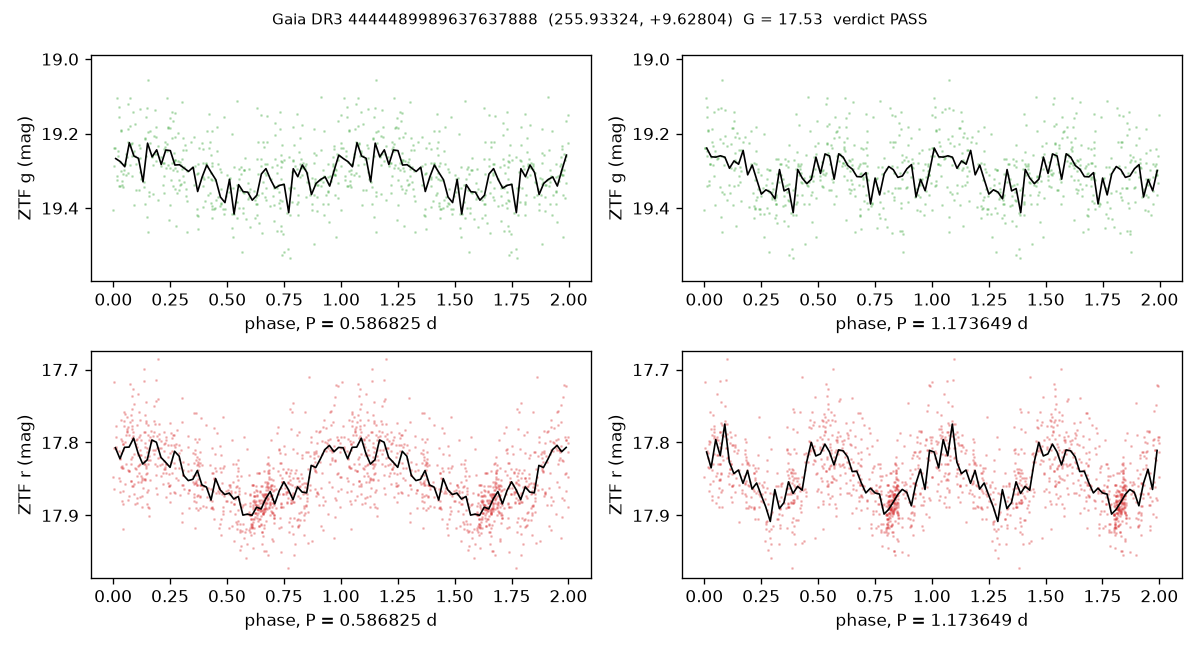 Gaia DR3 4444489989637637888  (255.93324, +9.62804)  G = 17.53  verdict PASS
ZTF g (mag)
19.0
19.2
19.4
0.00 0.25 0.50 0.75 1.00 1.25 1.50 1.75 2.00
phase, P = 0.586825 d
ZTF g (mag)
19.0
19.2
19.4
0.00 0.25 0.50 0.75 1.00 1.25 1.50 1.75 2.00
phase, P = 1.173649 d
ZTF r (mag)
17.7
17.8
17.9
0.00 0.25 0.50 0.75 1.00 1.25 1.50 1.75 2.00
phase, P = 0.586825 d
ZTF r (mag)
17.7
17.8
17.9
0.00 0.25 0.50 0.75 1.00 1.25 1.50 1.75 2.00
phase, P = 1.173649 d